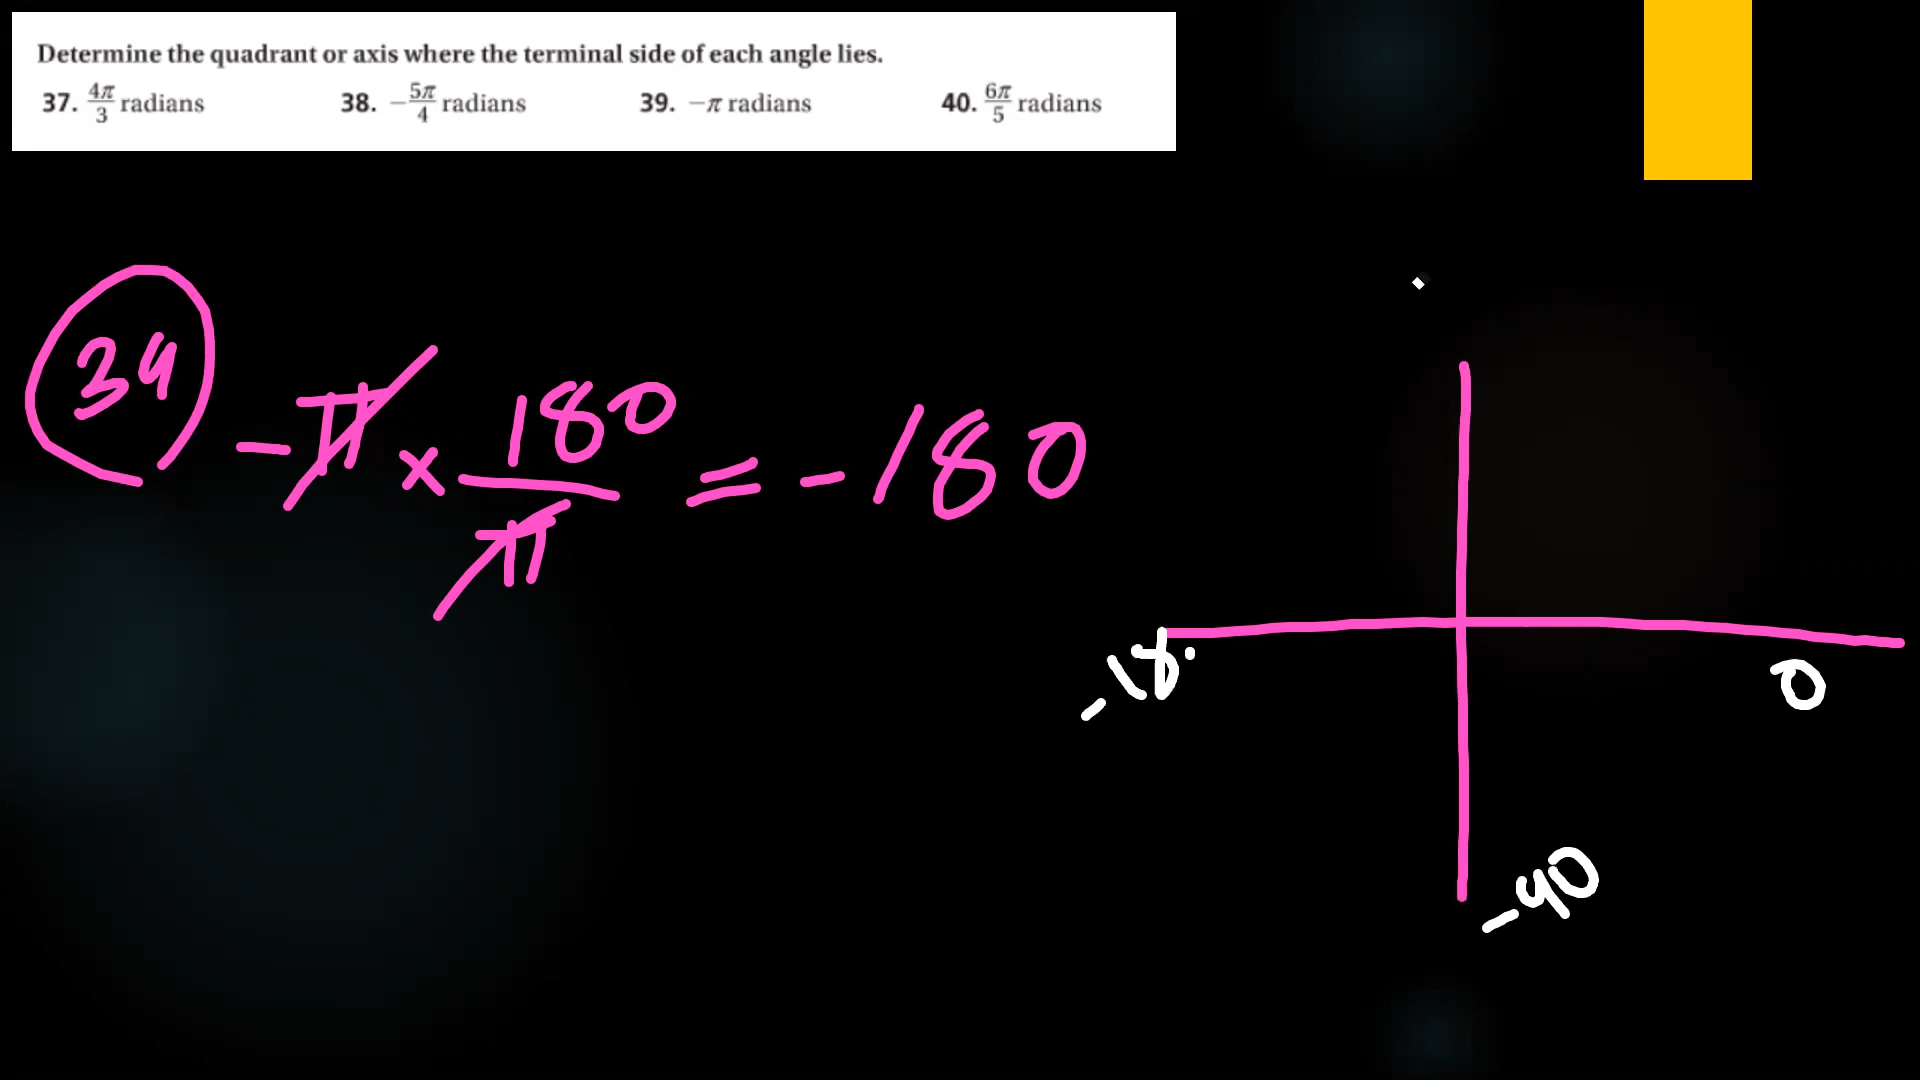 Determine the quadrant or axis where the terminal side of each angle lies.
37. 4π/3 radians 38. −5π/4 radians 39. −π radians 40. 6π/5 radians
39 −π × 180/π = −180
-18 0
-90